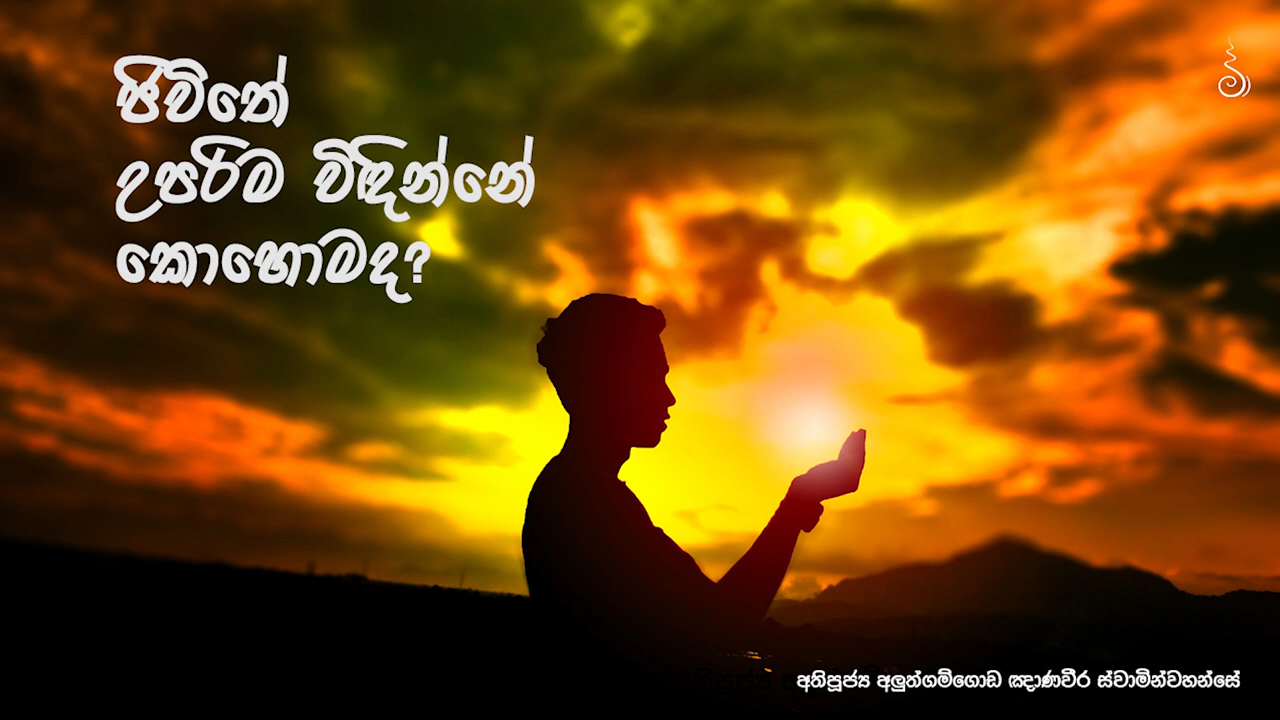 ජීවිතේ
උපරිම විඳින්නේ
කොහොමද?
අතිපූජ්‍ය අලුත්ගම්ගොඩ ඤාණවීර ස්වාමින්වහන්සේ